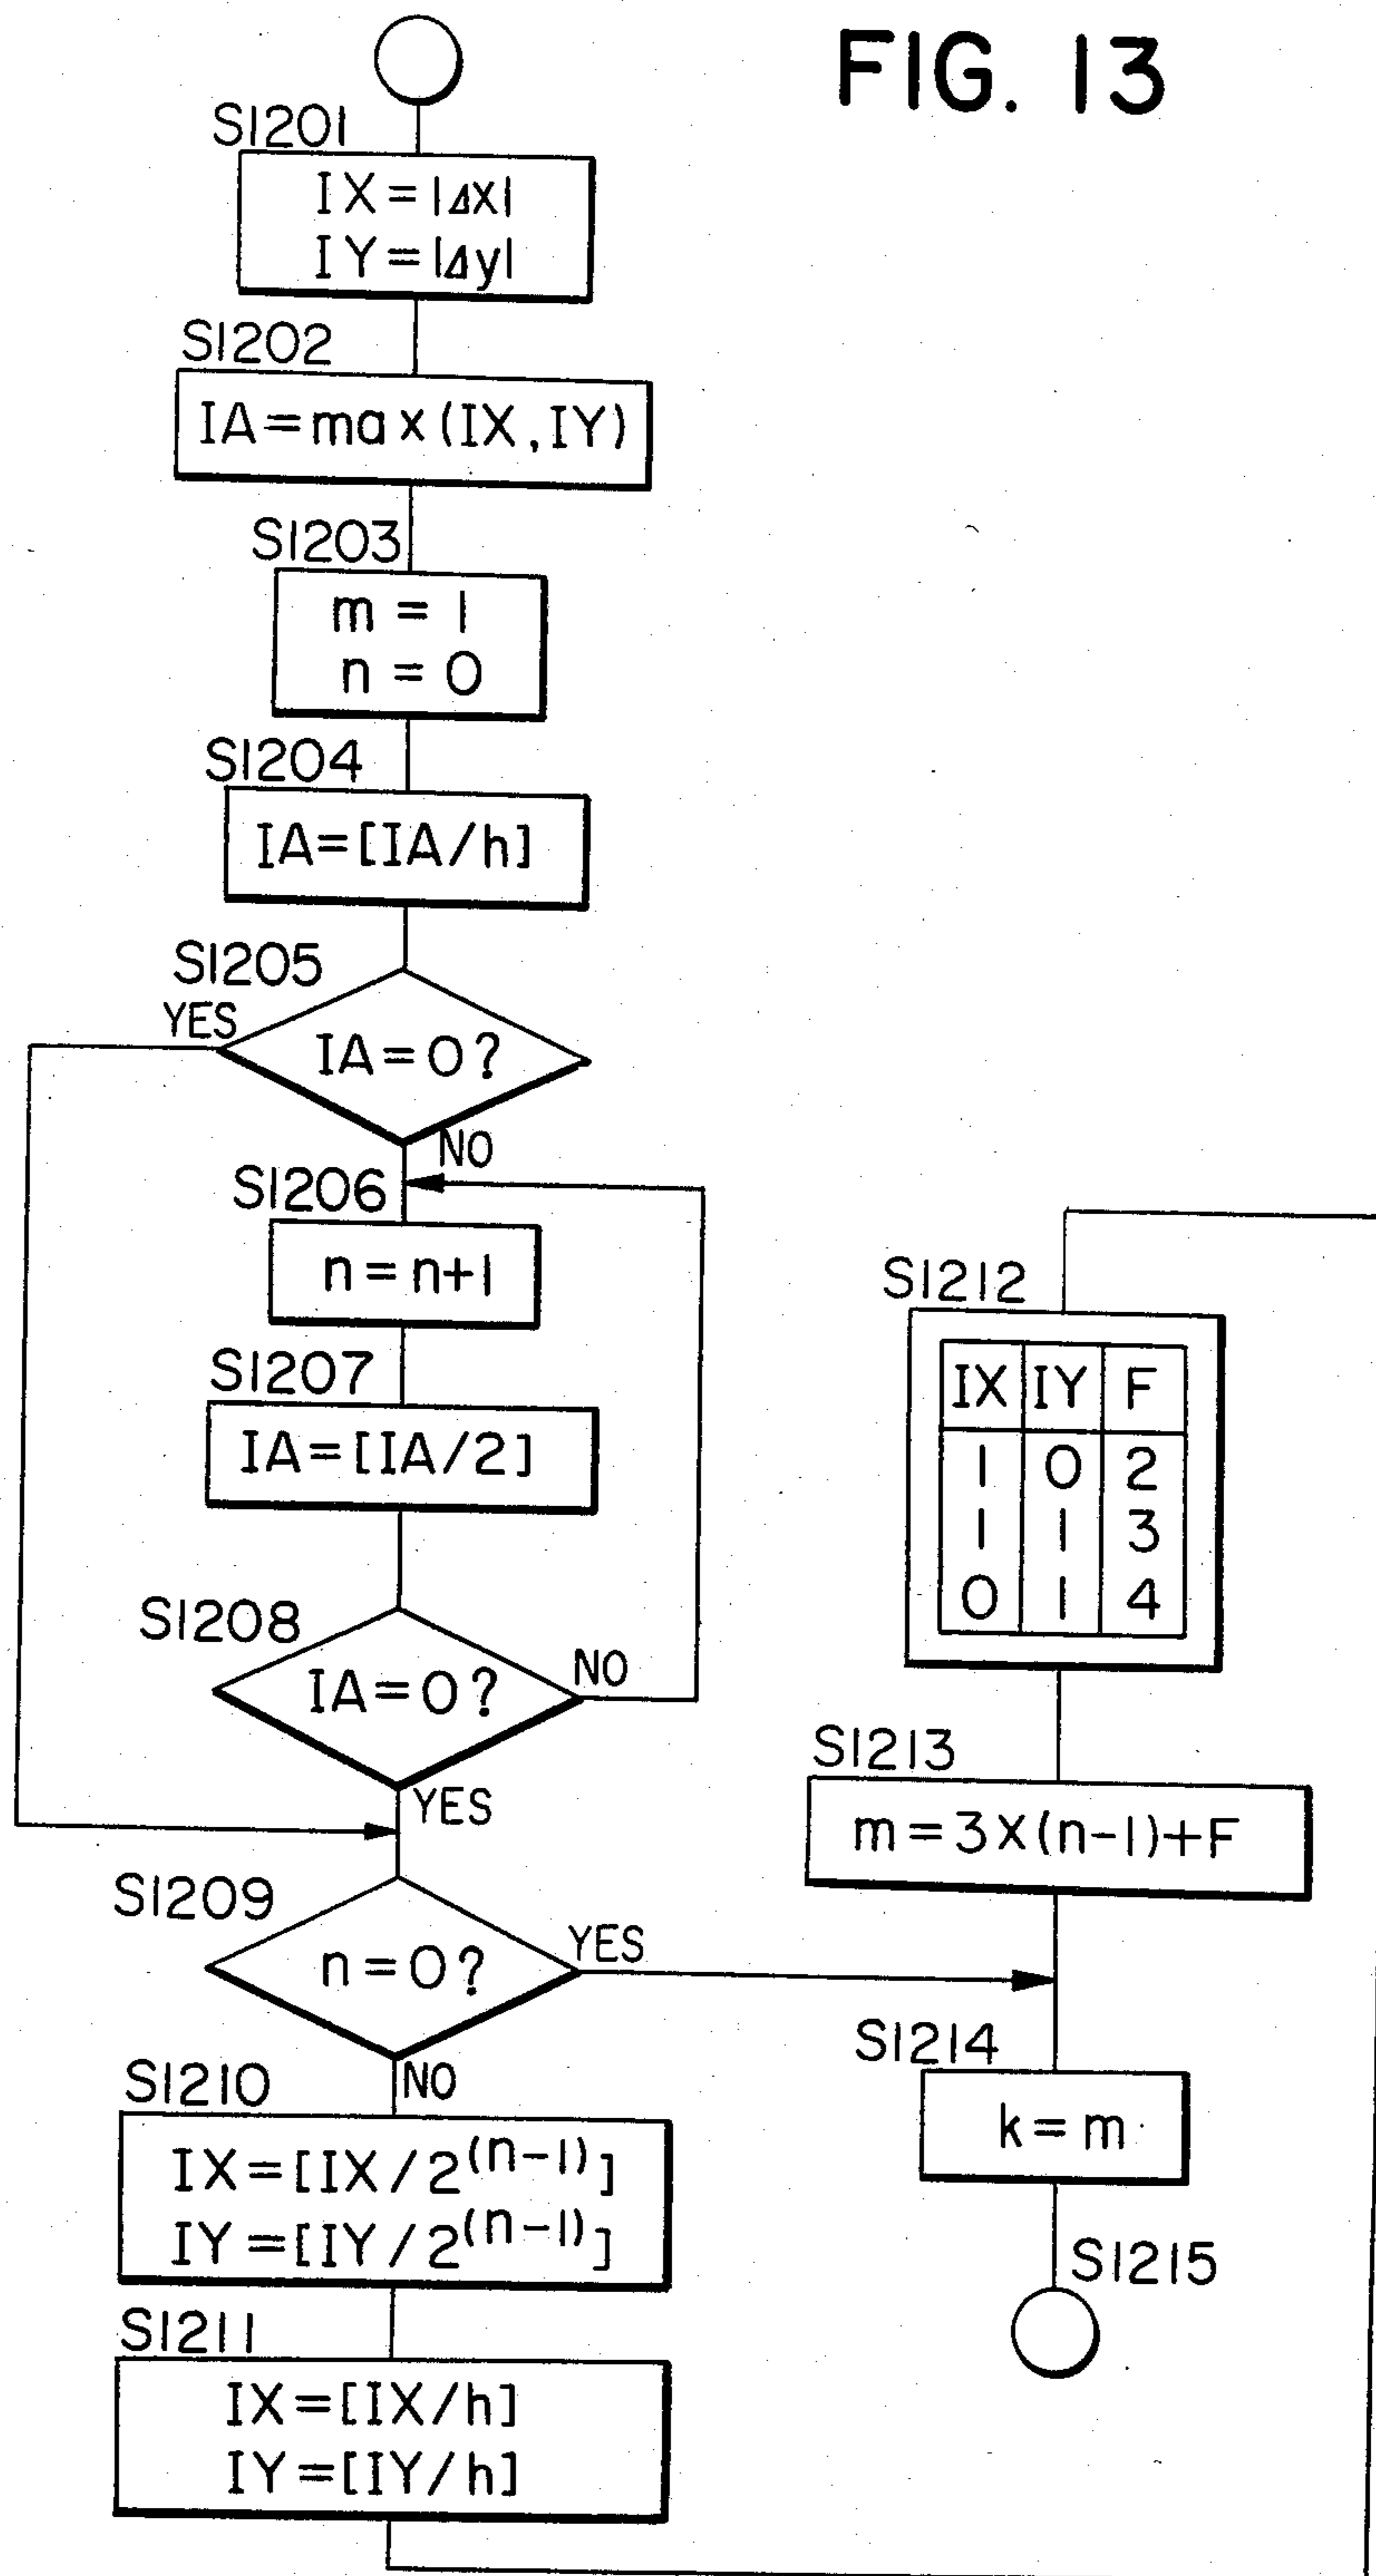 FIG. 13
S1201
IX=|Δx|
IY=|Δy|
S1202
IA=max(IX,IY)
S1203
m = 1
n = 0
S1204
IA=[IA/h]
S1205
YES
IA=0?
NO
S1206
n=n+1
S1207
IA=[IA/2]
S1208
IA=0?
NO
YES
S1209
n=0?
YES
NO
S1210
IX=[IX/2^(n-1)]
IY=[IY/2^(n-1)]
S1211
IX=[IX/h]
IY=[IY/h]
S1212
IX IY F
1 0 2
1 1 3
0 1 4
S1213
m=3X(n-1)+F
S1214
k=m
S1215